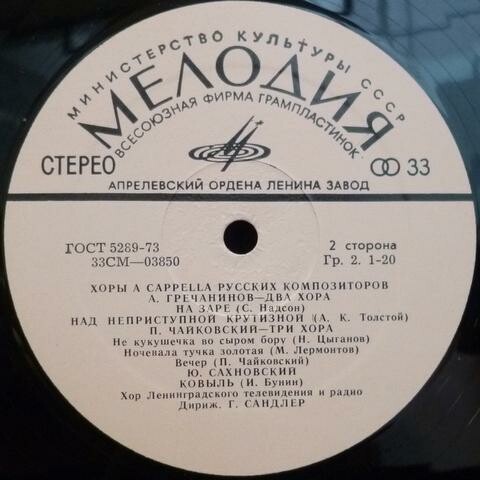 МИНИСТЕРСТВО КУЛЬТУРЫ СССР
МЕЛОДИЯ
ВСЕСОЮЗНАЯ ФИРМА ГРАМПЛАСТИНОК
СТЕРЕО 33
АПРЕЛЕВСКИЙ ОРДЕНА ЛЕНИНА ЗАВОД
ГОСТ 5289-73 2 сторона
33СМ—03850 Гр. 2. 1-20
ХОРЫ A CAPPELLA РУССКИХ КОМПОЗИТОРОВ
А. ГРЕЧАНИНОВ—ДВА ХОРА
НА ЗАРЕ (С. Надсон)
НАД НЕПРИСТУПНОЙ КРУТИЗНОЙ (А. К. Толстой)
П. ЧАЙКОВСКИЙ—ТРИ ХОРА
Не кукушечка во сыром бору (Н. Цыганов)
Ночевала тучка золотая (М. Лермонтов)
Вечер (П. Чайковский)
Ю. САХНОВСКИЙ
КОВЫЛЬ (И. Бунин)
Хор Ленинградского телевидения и радио
Дириж. Г. САНДЛЕР